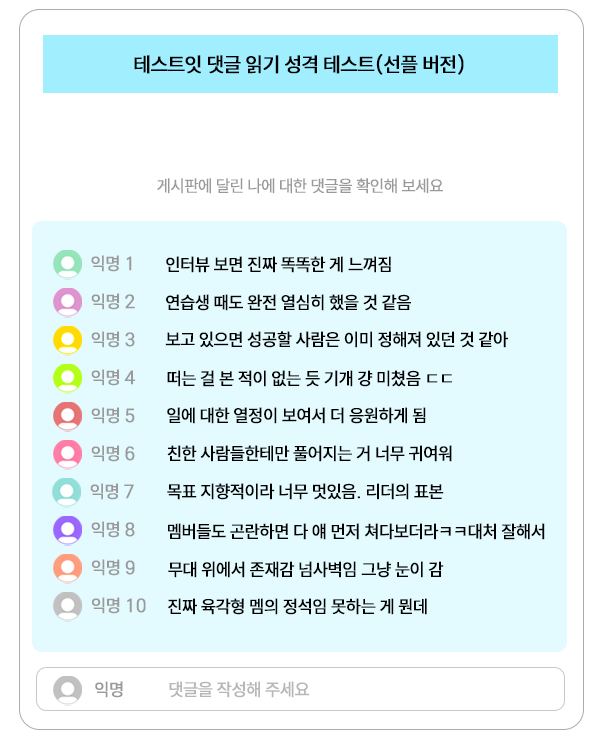 테스트잇 댓글 읽기 성격 테스트(선플 버전)
게시판에 달린 나에 대한 댓글을 확인해 보세요
익명 1 인터뷰 보면 진짜 똑똑한 게 느껴짐
익명 2 연습생 때도 완전 열심히 했을 것 같음
익명 3 보고 있으면 성공할 사람은 이미 정해져 있던 것 같아
익명 4 떠는 걸 본 적이 없는 듯 기개 걍 미쳤음 ㄷㄷ
익명 5 일에 대한 열정이 보여서 더 응원하게 됨
익명 6 친한 사람들한테만 풀어지는 거 너무 귀여워
익명 7 목표 지향적이라 너무 멋있음. 리더의 표본
익명 8 멤버들도 곤란하면 다 얘 먼저 쳐다보더라ㅋㅋ대처 잘해서
익명 9 무대 위에서 존재감 넘사벽임 그냥 눈이 감
익명 10 진짜 육각형 멤의 정석임 못하는 게 뭔데
익명 댓글을 작성해 주세요